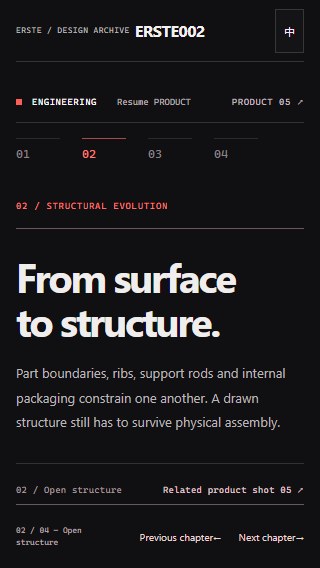 ERSTE / DESIGN ARCHIVE ERSTE002 中
ENGINEERING Resume PRODUCT PRODUCT 05 ↗
01 02 03 04
02 / STRUCTURAL EVOLUTION
From surface
to structure.
Part boundaries, ribs, support rods and internal
packaging constrain one another. A drawn
structure still has to survive physical assembly.
02 / Open structure Related product shot 05 ↗
02 / 04 — Open
structure
Previous chapter← Next chapter→